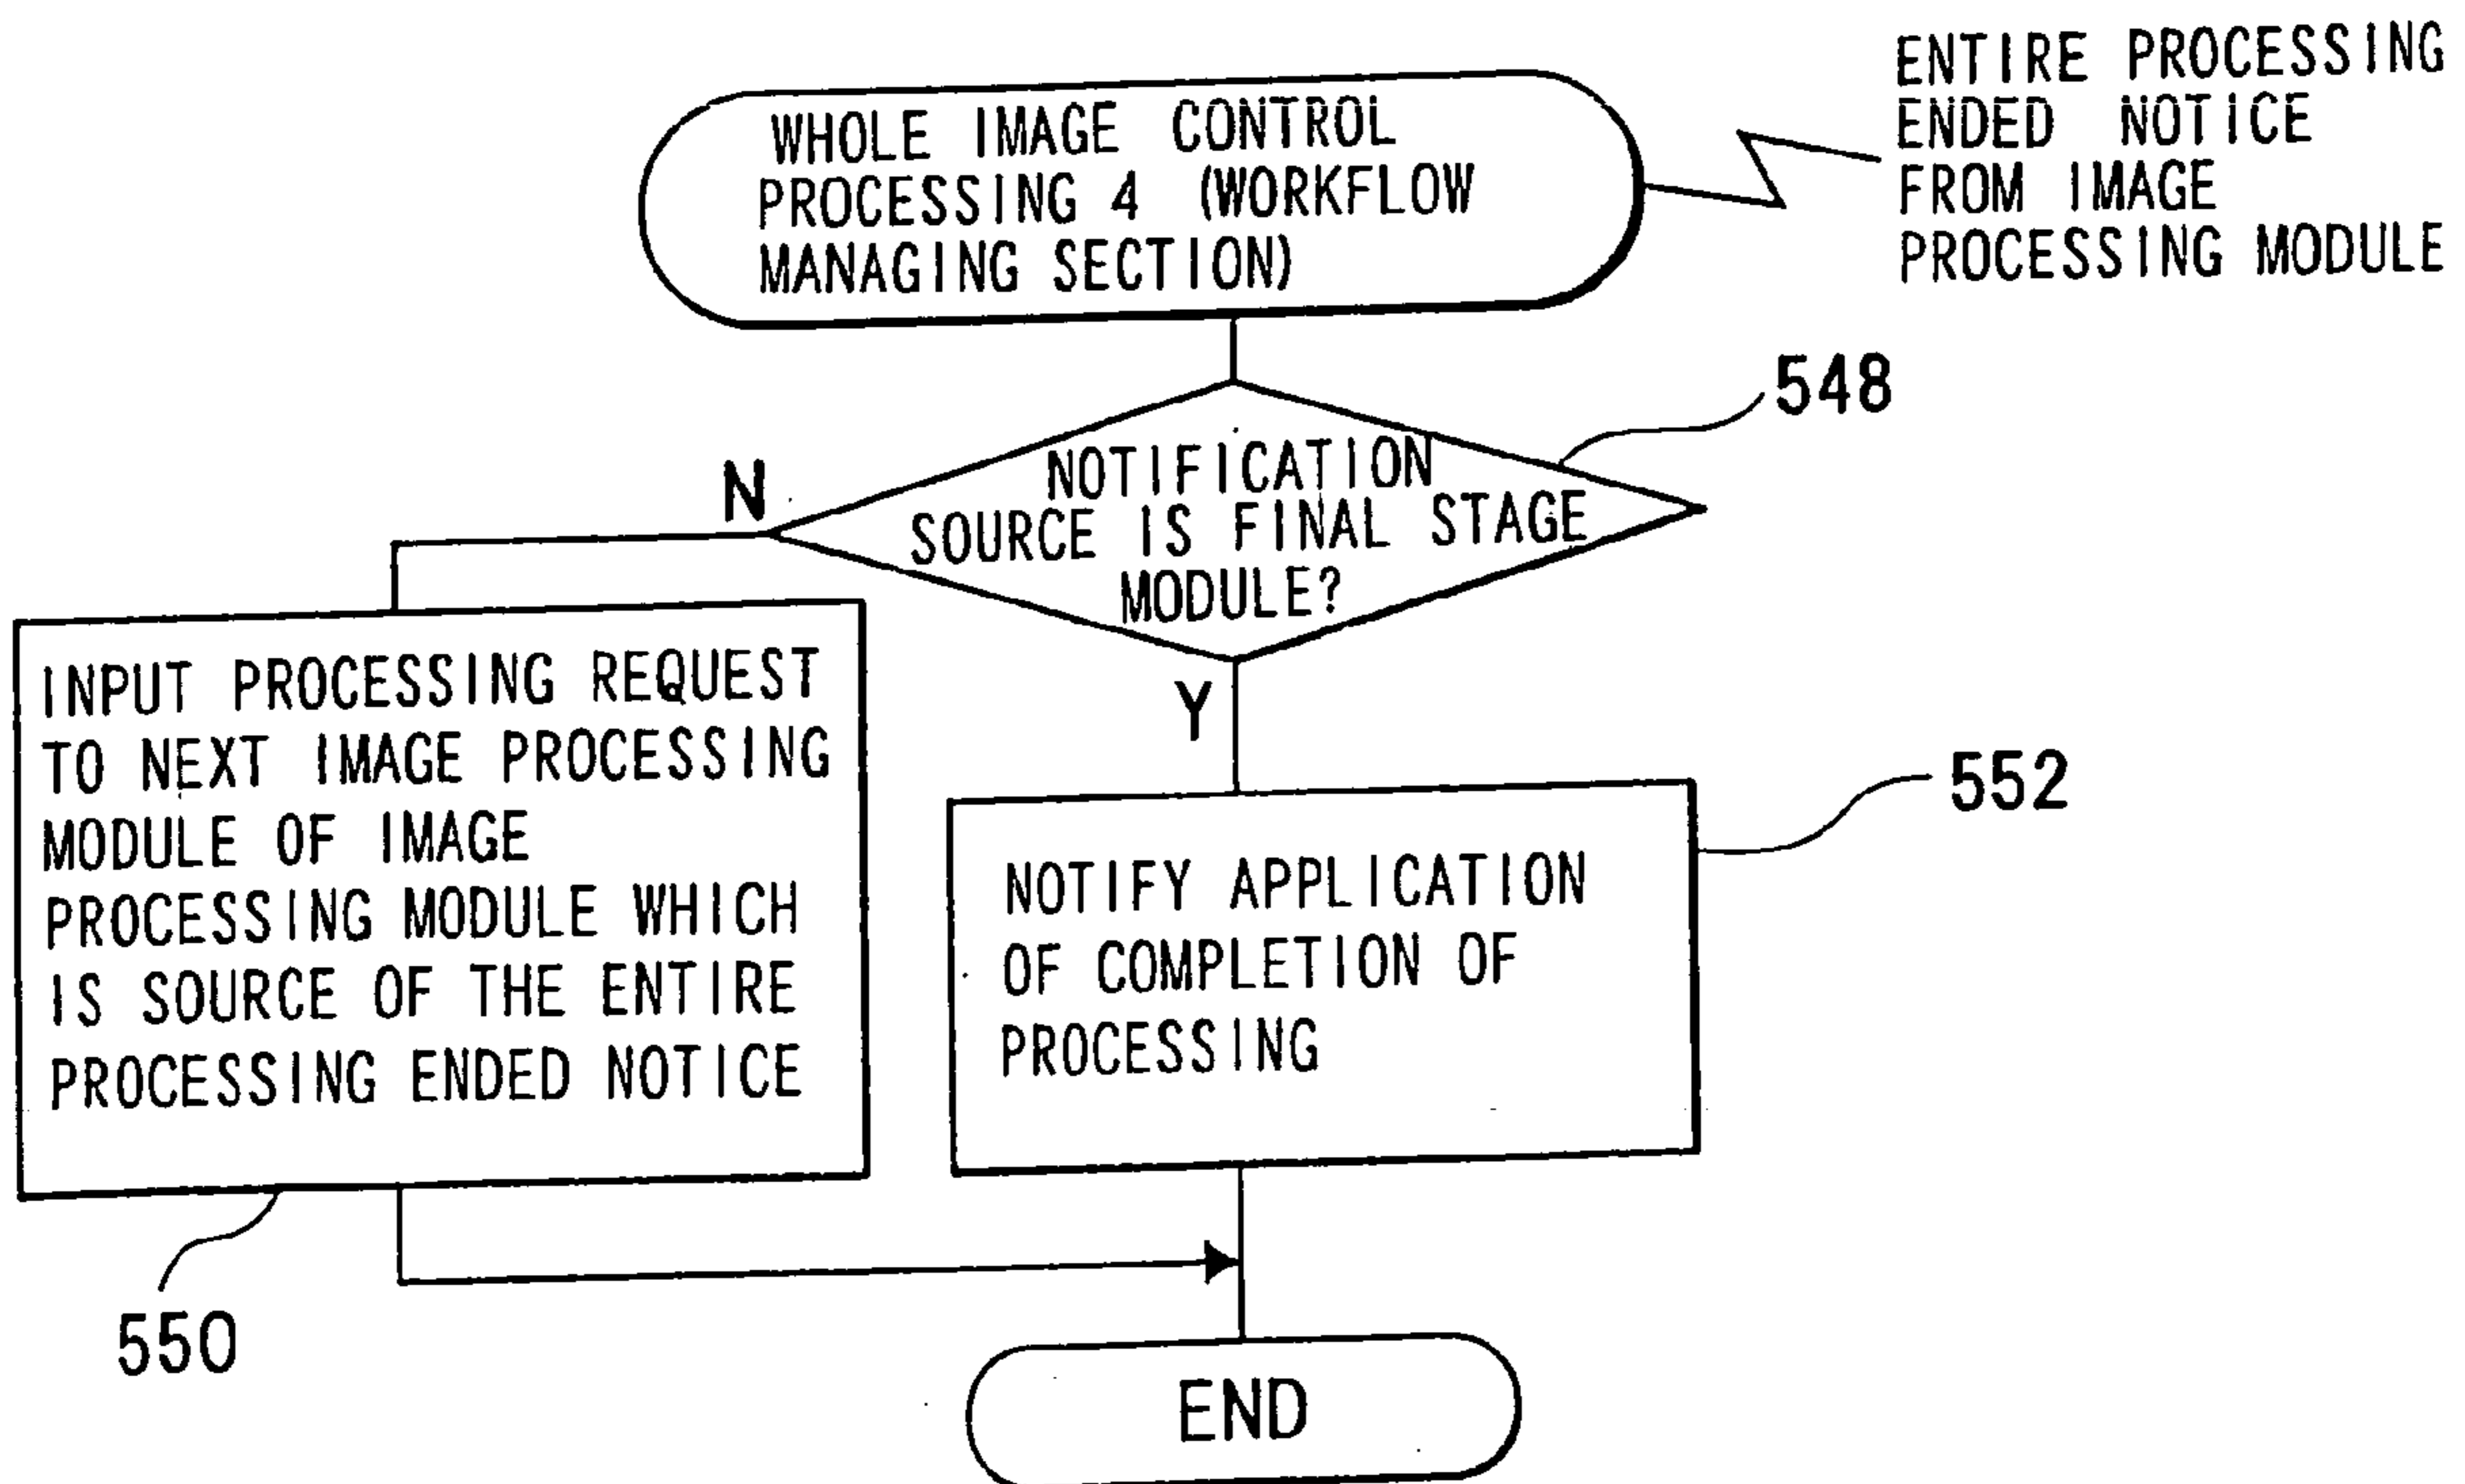 WHOLE IMAGE CONTROL
PROCESSING 4 (WORKFLOW
MANAGING SECTION)
ENTIRE PROCESSING
ENDED NOTICE
FROM IMAGE
PROCESSING MODULE
548
NOTIFICATION
SOURCE IS FINAL STAGE
MODULE?
N
Y
INPUT PROCESSING REQUEST
TO NEXT IMAGE PROCESSING
MODULE OF IMAGE
PROCESSING MODULE WHICH
IS SOURCE OF THE ENTIRE
PROCESSING ENDED NOTICE
550
552
NOTIFY APPLICATION
OF COMPLETION OF
PROCESSING
END